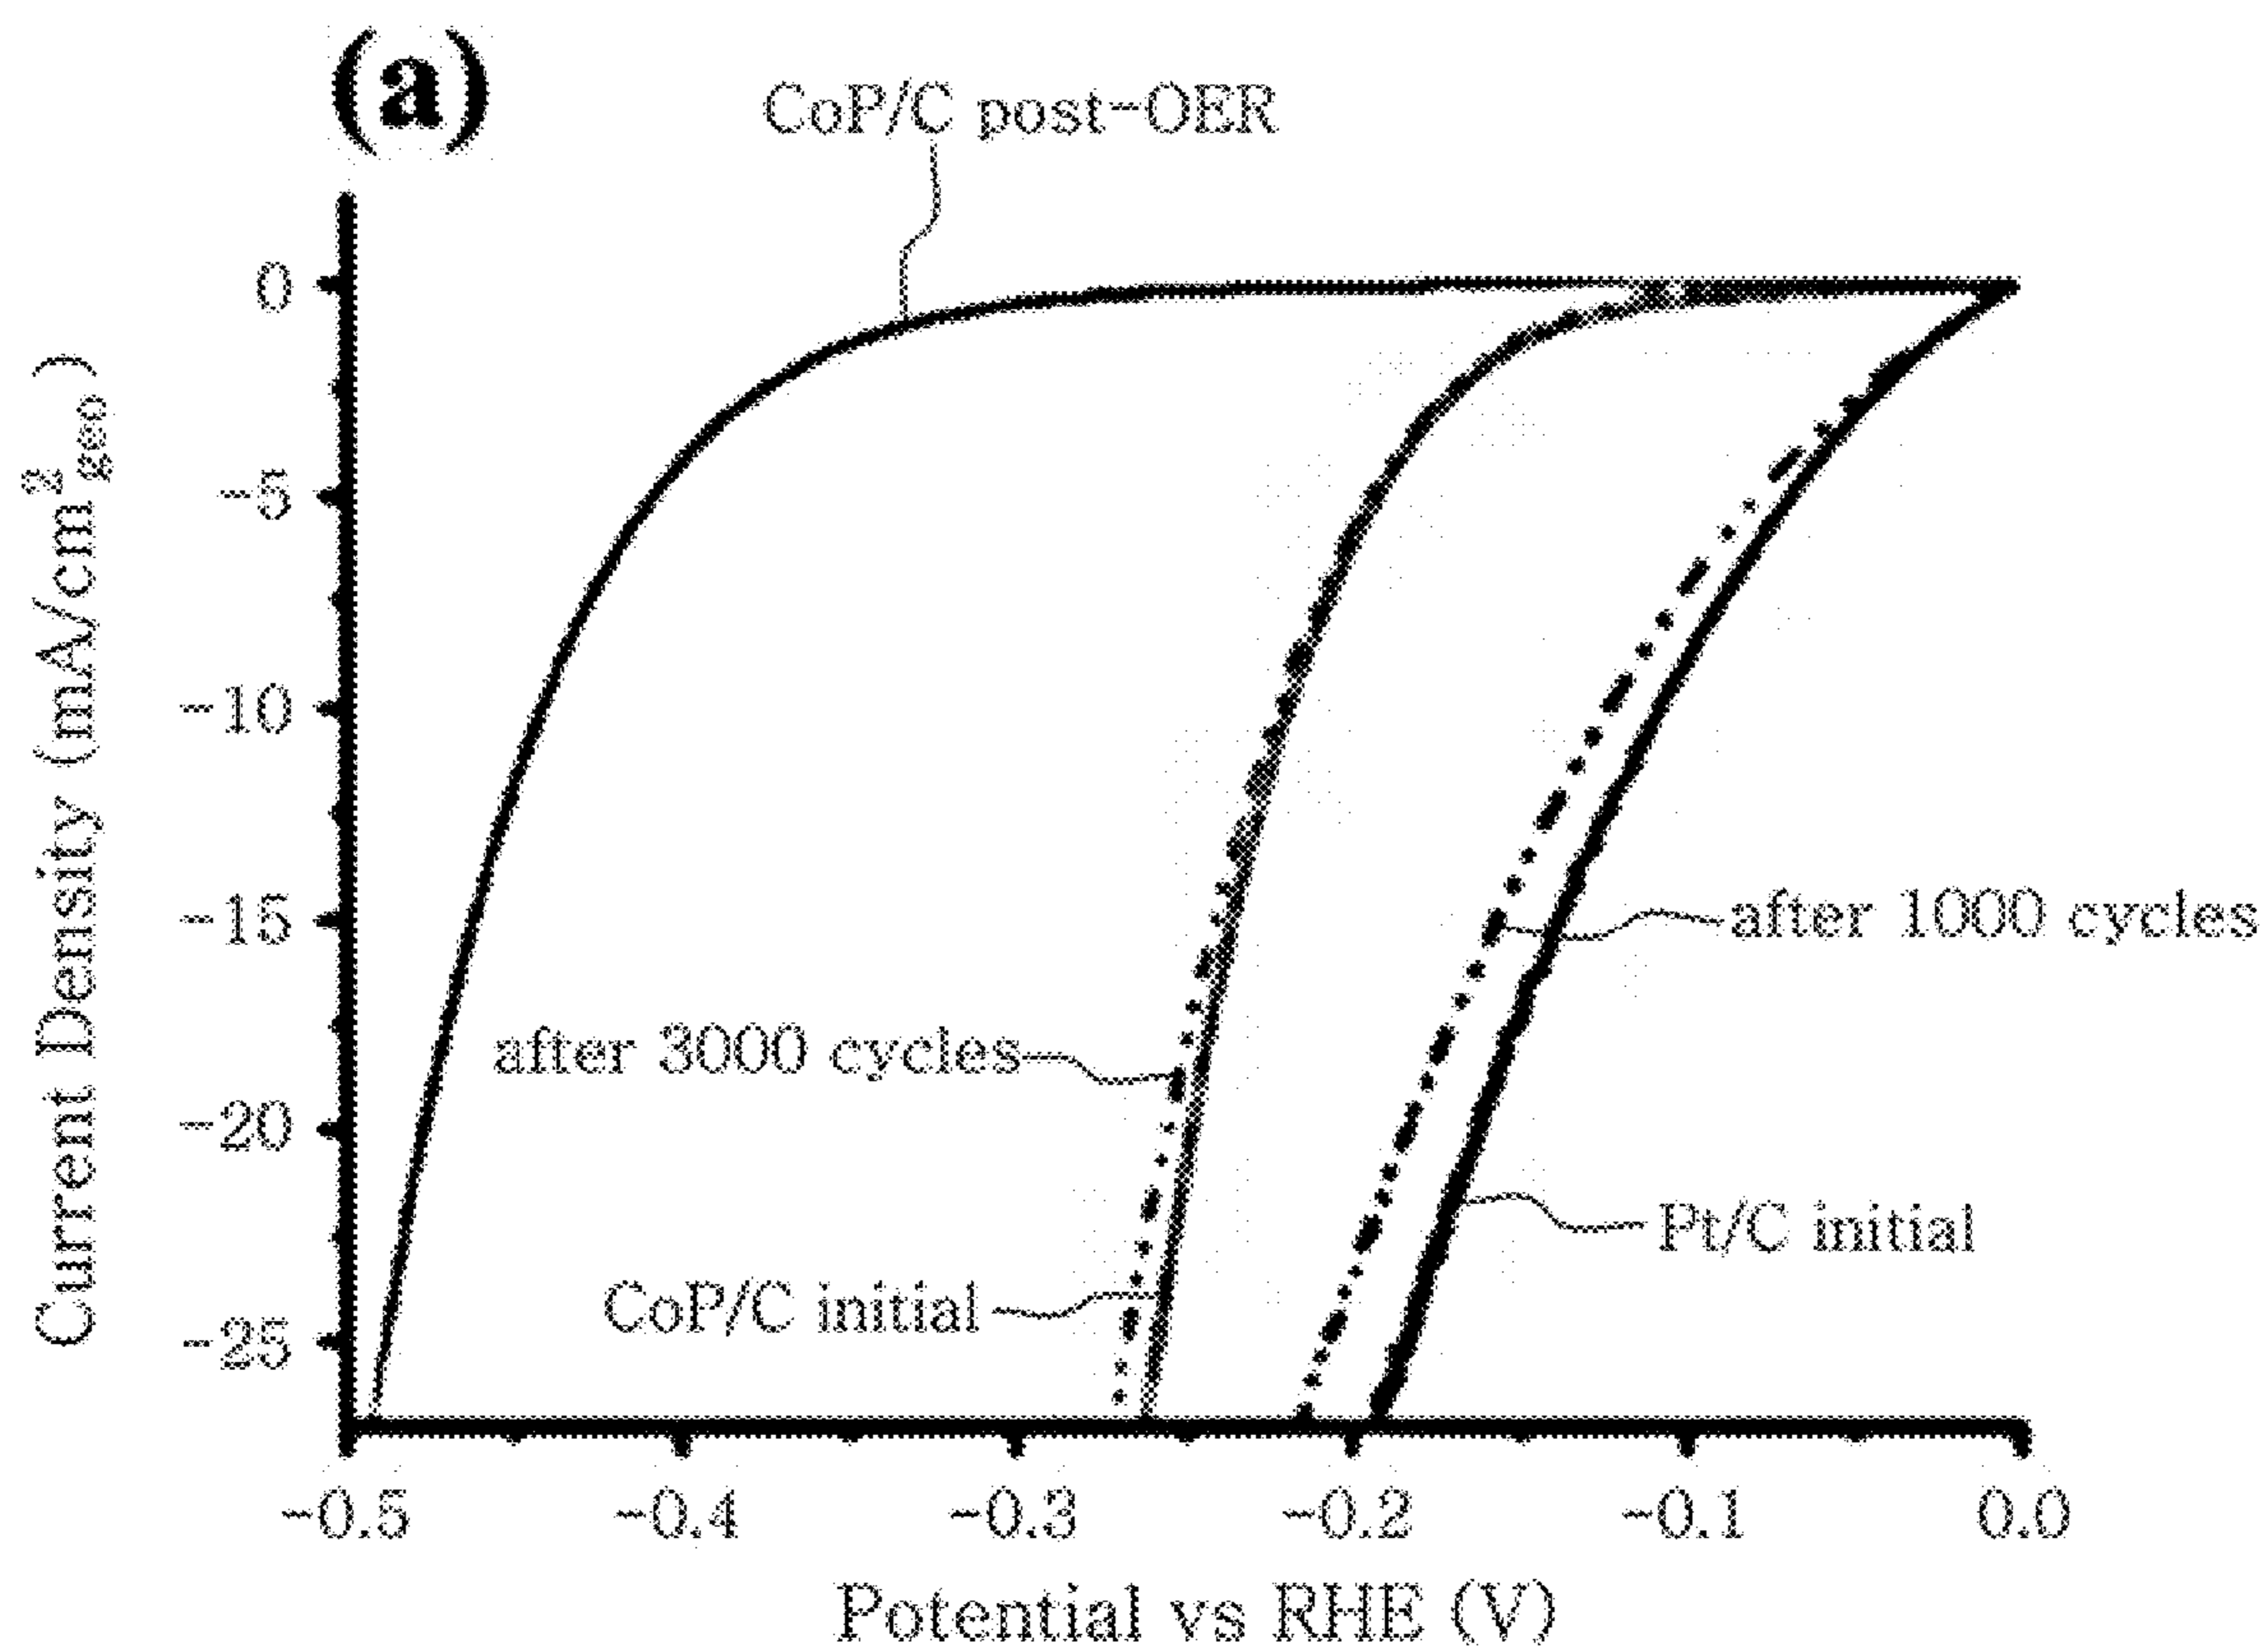 (a)
CoP/C post-OER
0
-5
-10
-15
-20
-25
Current Density (mA/cm²geo)
after 1000 cycles
after 3000 cycles
Pt/C initial
CoP/C initial
-0.5 -0.4 -0.3 -0.2 -0.1 0.0
Potential vs RHE (V)